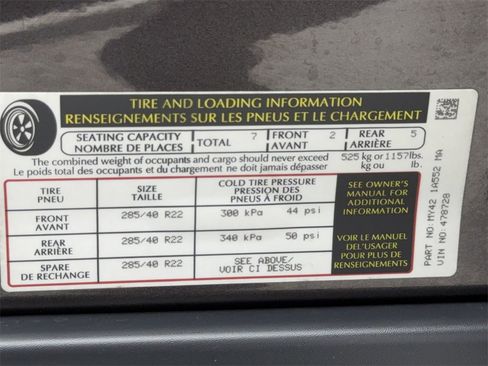 TIRE AND LOADING INFORMATION
RENSEIGNEMENTS SUR LES PNEUS ET LE CHARGEMENT
SEATING CAPACITY
NOMBRE DE PLACES
TOTAL 7
FRONT
AVANT 2
REAR
ARRIÈRE 5
The combined weight of occupants and cargo should never exceed
Le poids total des occupants et du chargement ne doit jamais dépasser
525 kg or 1157lbs.
kg ou lb.
TIRE
PNEU
SIZE
TAILLE
COLD TIRE PRESSURE
PRESSION DES
PNEUS À FROID
FRONT
AVANT
285/40 R22
300 kPa 44 psi
REAR
ARRIÈRE
285/40 R22
340 kPa 50 psi
SPARE
DE RECHANGE
285/40 R22
SEE ABOVE/
VOIR CI DESSUS
SEE OWNER'S
MANUAL FOR
ADDITIONAL
INFORMATION
VOIR LE MANUEL
DE L'USAGER
POUR PLUS DE
RENSEIGNEMENTS
PART NO: MY42 1A552 MA
VIN NO: 478728